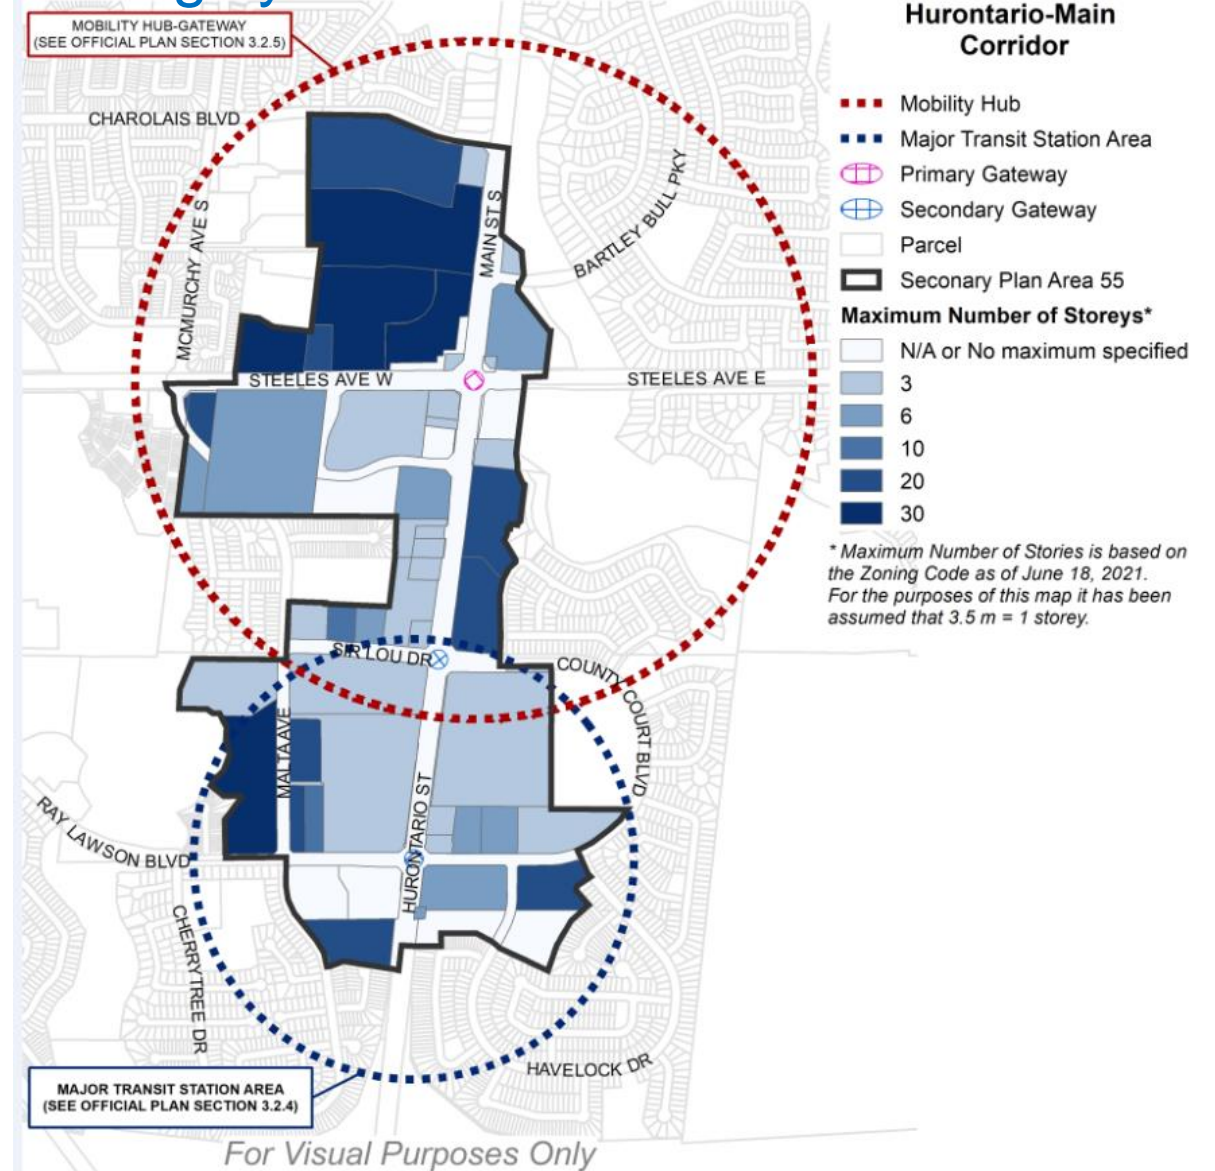 MOBILITY HUB-GATEWAY
(SEE OFFICIAL PLAN SECTION 3.2.5)
CHAROLAIS BLVD
MCMURCHY AVE S
MAIN ST S
BARTLEY BULL PKY
STEELES AVE W
STEELES AVE E
SIR LOU DR
COUNTY COURT BLVD
MALTA AVE
HURONTARIO ST
RAY LAWSON BLVD
CHERRYTREE DR
HAVELOCK DR
MAJOR TRANSIT STATION AREA
(SEE OFFICIAL PLAN SECTION 3.2.4)
For Visual Purposes Only
Hurontario-Main
Corridor
Mobility Hub
Major Transit Station Area
Primary Gateway
Secondary Gateway
Parcel
Seconary Plan Area 55
Maximum Number of Storeys*
N/A or No maximum specified
3
6
10
20
30
* Maximum Number of Stories is based on
the Zoning Code as of June 18, 2021.
For the purposes of this map it has been
assumed that 3.5 m = 1 storey.